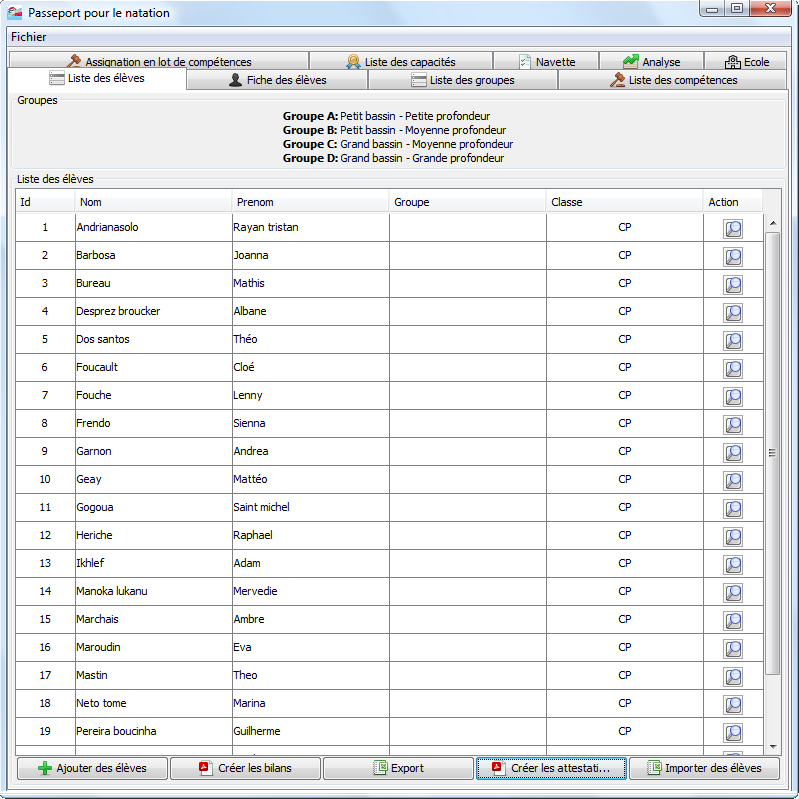 Passeport pour le natation
Fichier
Assignation en lot de compétences Liste des capacités Navette Analyse Ecole
Liste des élèves Fiche des élèves Liste des groupes Liste des compétences
Groupes
Groupe A: Petit bassin - Petite profondeur
Groupe B: Petit bassin - Moyenne profondeur
Groupe C: Grand bassin - Moyenne profondeur
Groupe D: Grand bassin - Grande profondeur
Liste des élèves
Id Nom Prenom Groupe Classe Action
1 Andrianasolo Rayan tristan CP
2 Barbosa Joanna CP
3 Bureau Mathis CP
4 Desprez broucker Albane CP
5 Dos santos Théo CP
6 Foucault Cloé CP
7 Fouche Lenny CP
8 Frendo Sienna CP
9 Garnon Andrea CP
10 Geay Mattéo CP
11 Gogoua Saint michel CP
12 Heriche Raphael CP
13 Ikhlef Adam CP
14 Manoka lukanu Mervedie CP
15 Marchais Ambre CP
16 Maroudin Eva CP
17 Mastin Theo CP
18 Neto tome Marina CP
19 Pereira boucinha Guilherme CP
Ajouter des élèves Créer les bilans Export Créer les attestati... Importer des élèves